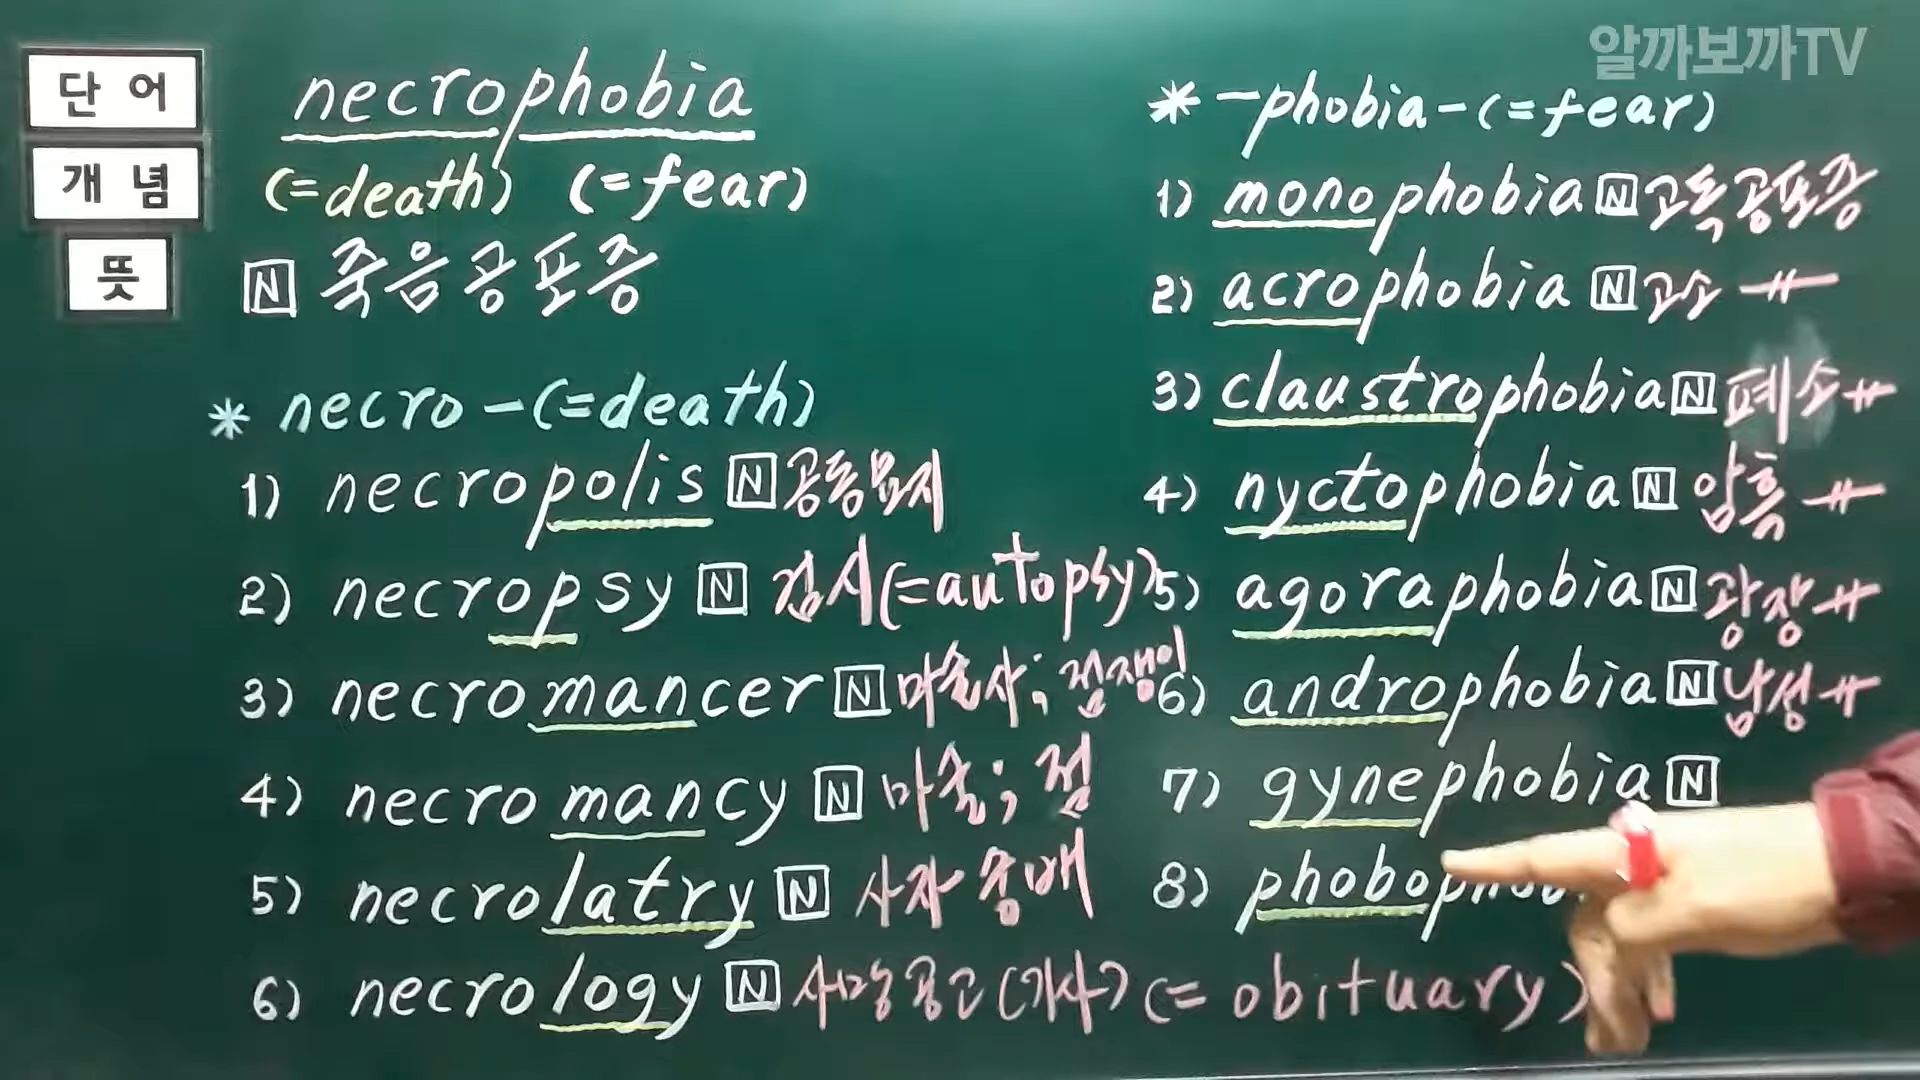 알까보까TV
단어
개념
뜻
necrophobia
(=death) (=fear)
N 죽음공포증
* necro-(=death)
1) necropolis N 공동묘지
2) necropsy N 검시(=autopsy)
3) necromancer N 마술사; 점쟁이
4) necromancy N 마술; 점
5) necrolatry N 사자숭배
6) necrology N 사망공고(기사) (=obituary)
* -phobia-(=fear)
1) monophobia N 고독공포증
2) acrophobia N 고소 〃
3) claustrophobia N 폐소 〃
4) nyctophobia N 암흑 〃
5) agoraphobia N 광장 〃
6) androphobia N 남성 〃
7) gynephobia N
8) phobopho